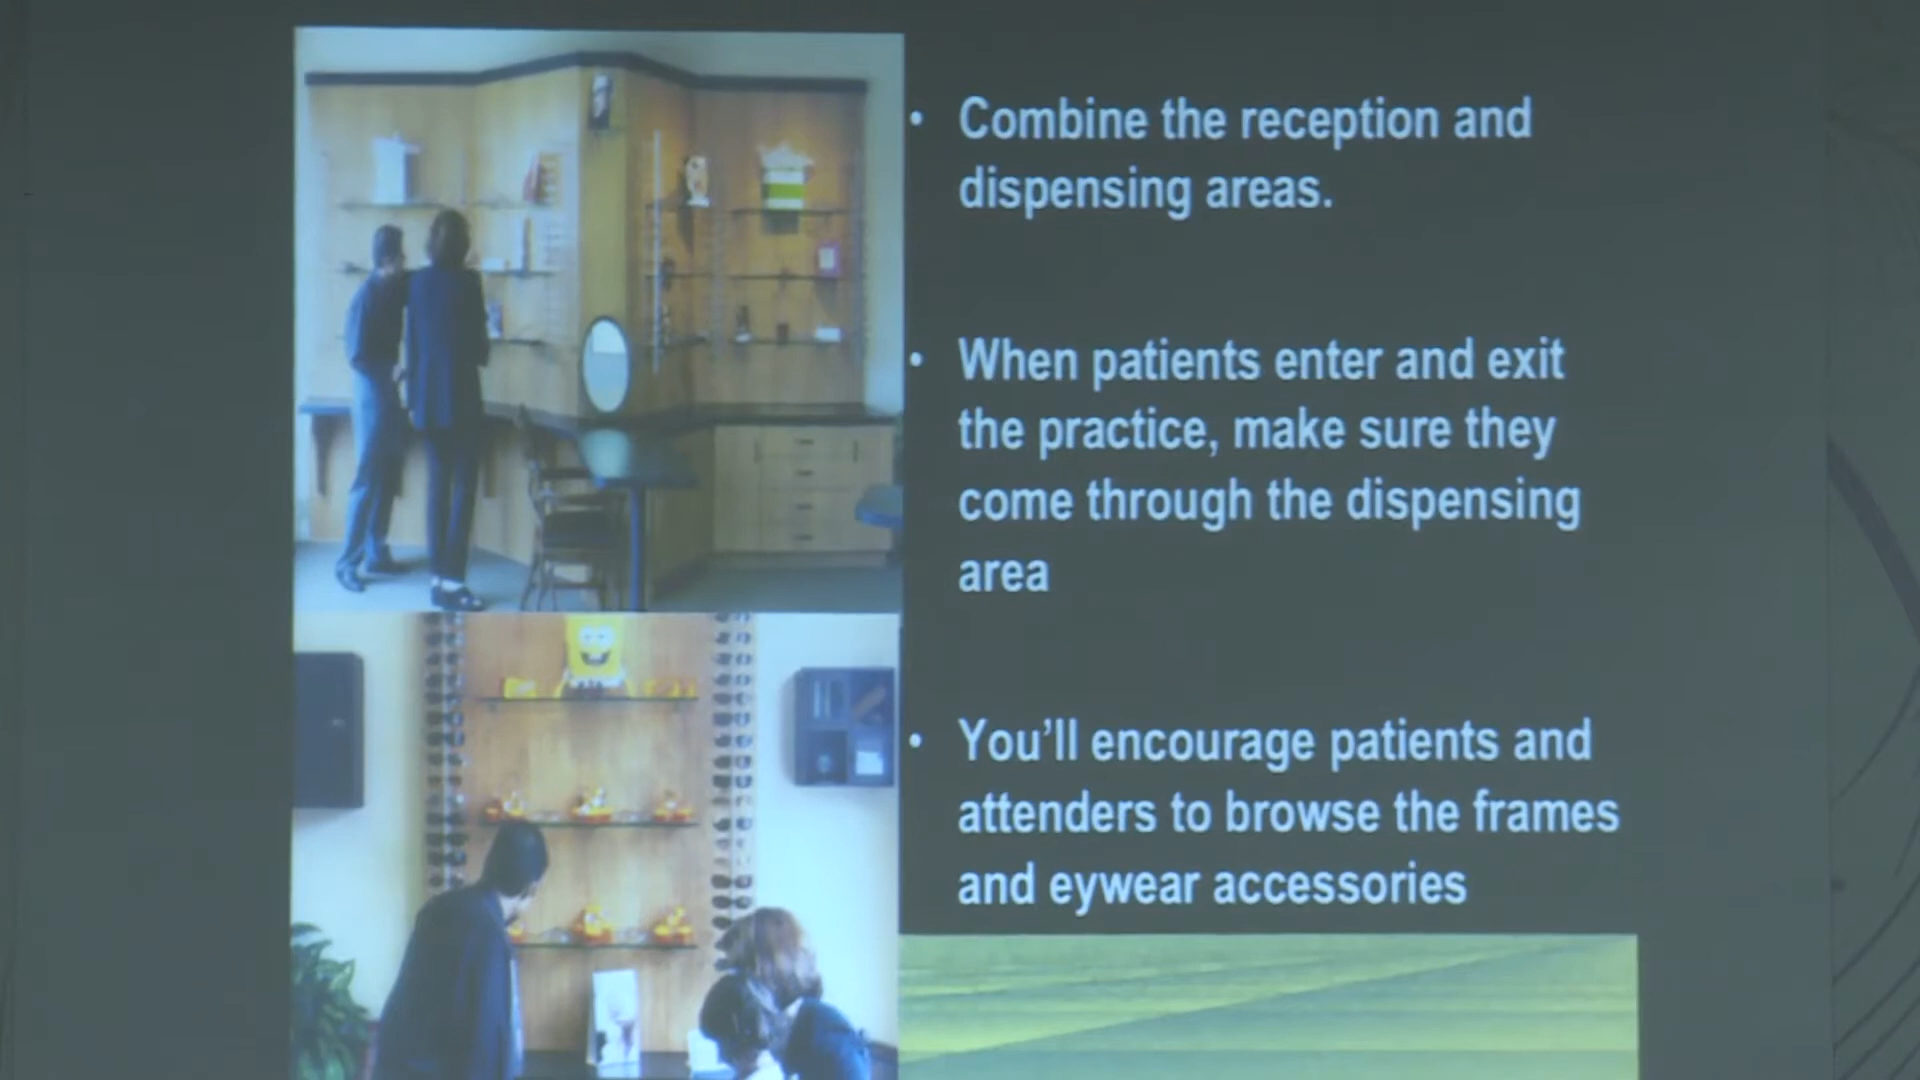 • Combine the reception and
dispensing areas.
• When patients enter and exit
the practice, make sure they
come through the dispensing
area
• You'll encourage patients and
attenders to browse the frames
and eywear accessories